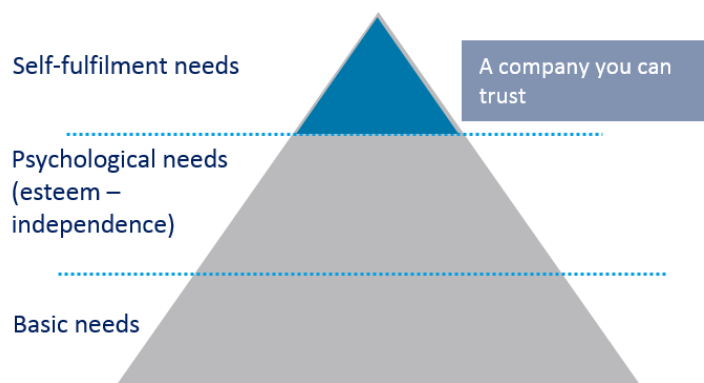 Self-fulfilment needs
A company you can
trust
Psychological needs
(esteem –
independence)
Basic needs